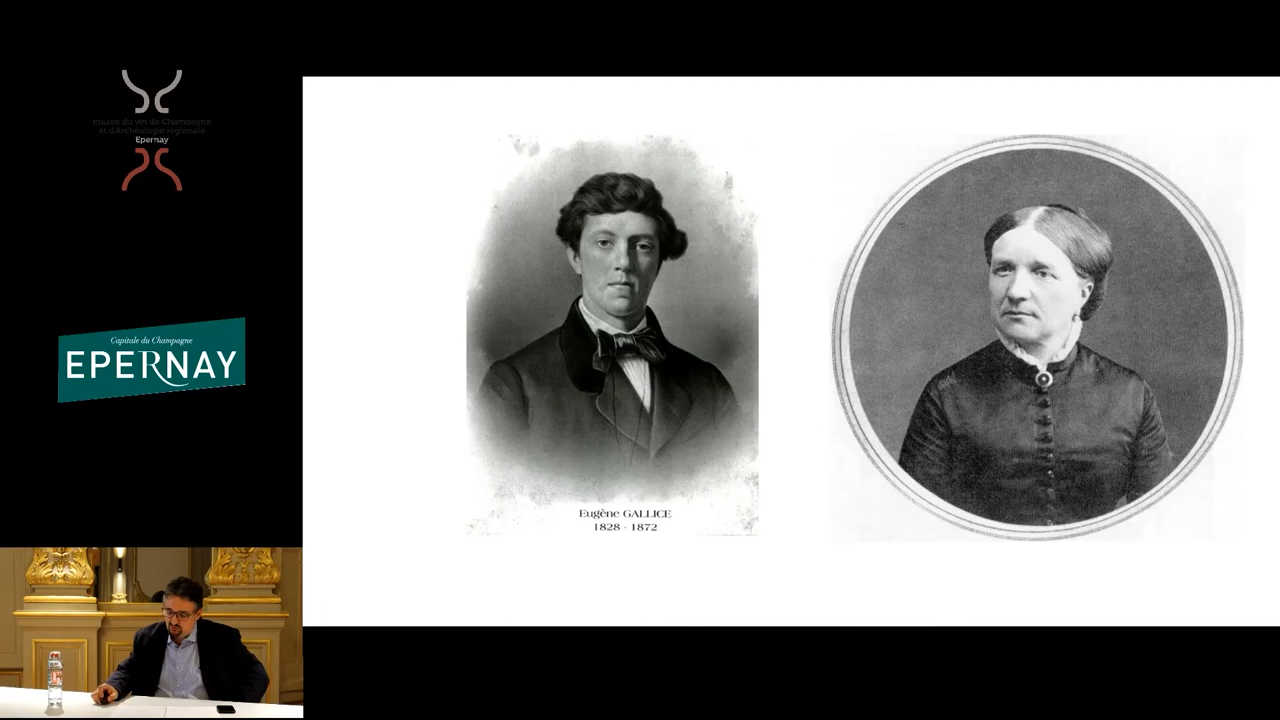 musée du vin de Champagne
et d'Archéologie régionale
Epernay
Capitale du Champagne
EPERNAY
Eugène GALLICE
1828 - 1872